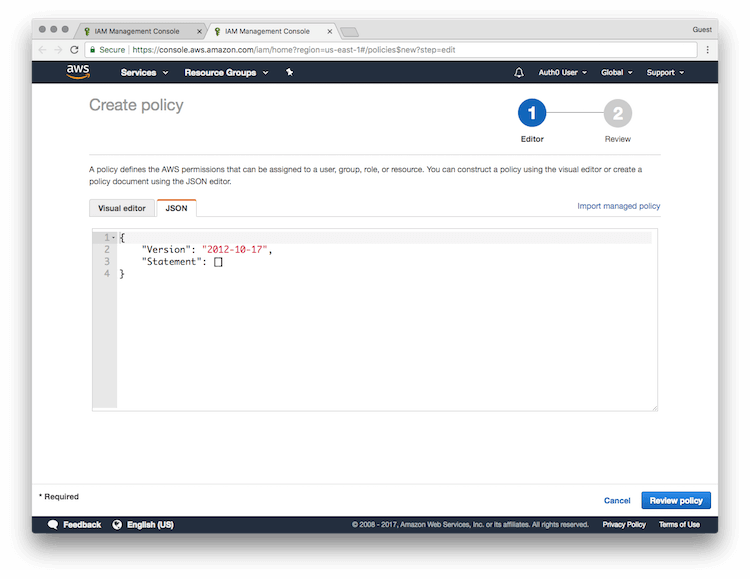 IAM Management Console
IAM Management Console
Guest
Secure https://console.aws.amazon.com/iam/home?region=us-east-1#/policies$new?step=edit
aws Services Resource Groups Auth0 User Global Support
Create policy
1 2
Editor Review
A policy defines the AWS permissions that can be assigned to a user, group, role, or resource. You can construct a policy using the visual editor or create a
policy document using the JSON editor.
Visual editor JSON Import managed policy
1 {
2 "Version": "2012-10-17",
3 "Statement": []
4 }
* Required
Cancel Review policy
Feedback English (US) © 2008 - 2017, Amazon Web Services, Inc. or its affiliates. All rights reserved. Privacy Policy Terms of Use